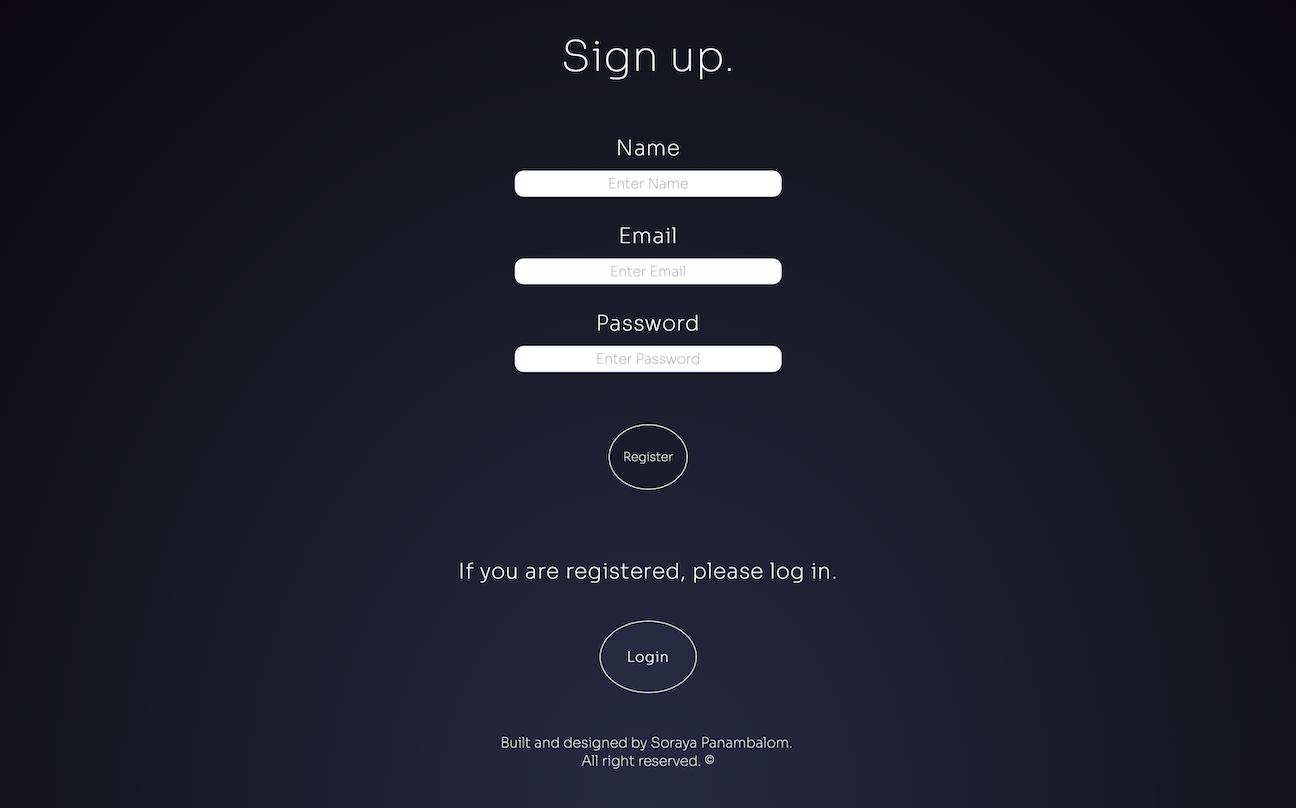 Sign up.
Name
Enter Name
Email
Enter Email
Password
Enter Password
Register
If you are registered, please log in.
Login
Built and designed by Soraya Panambalom.
All right reserved. ©